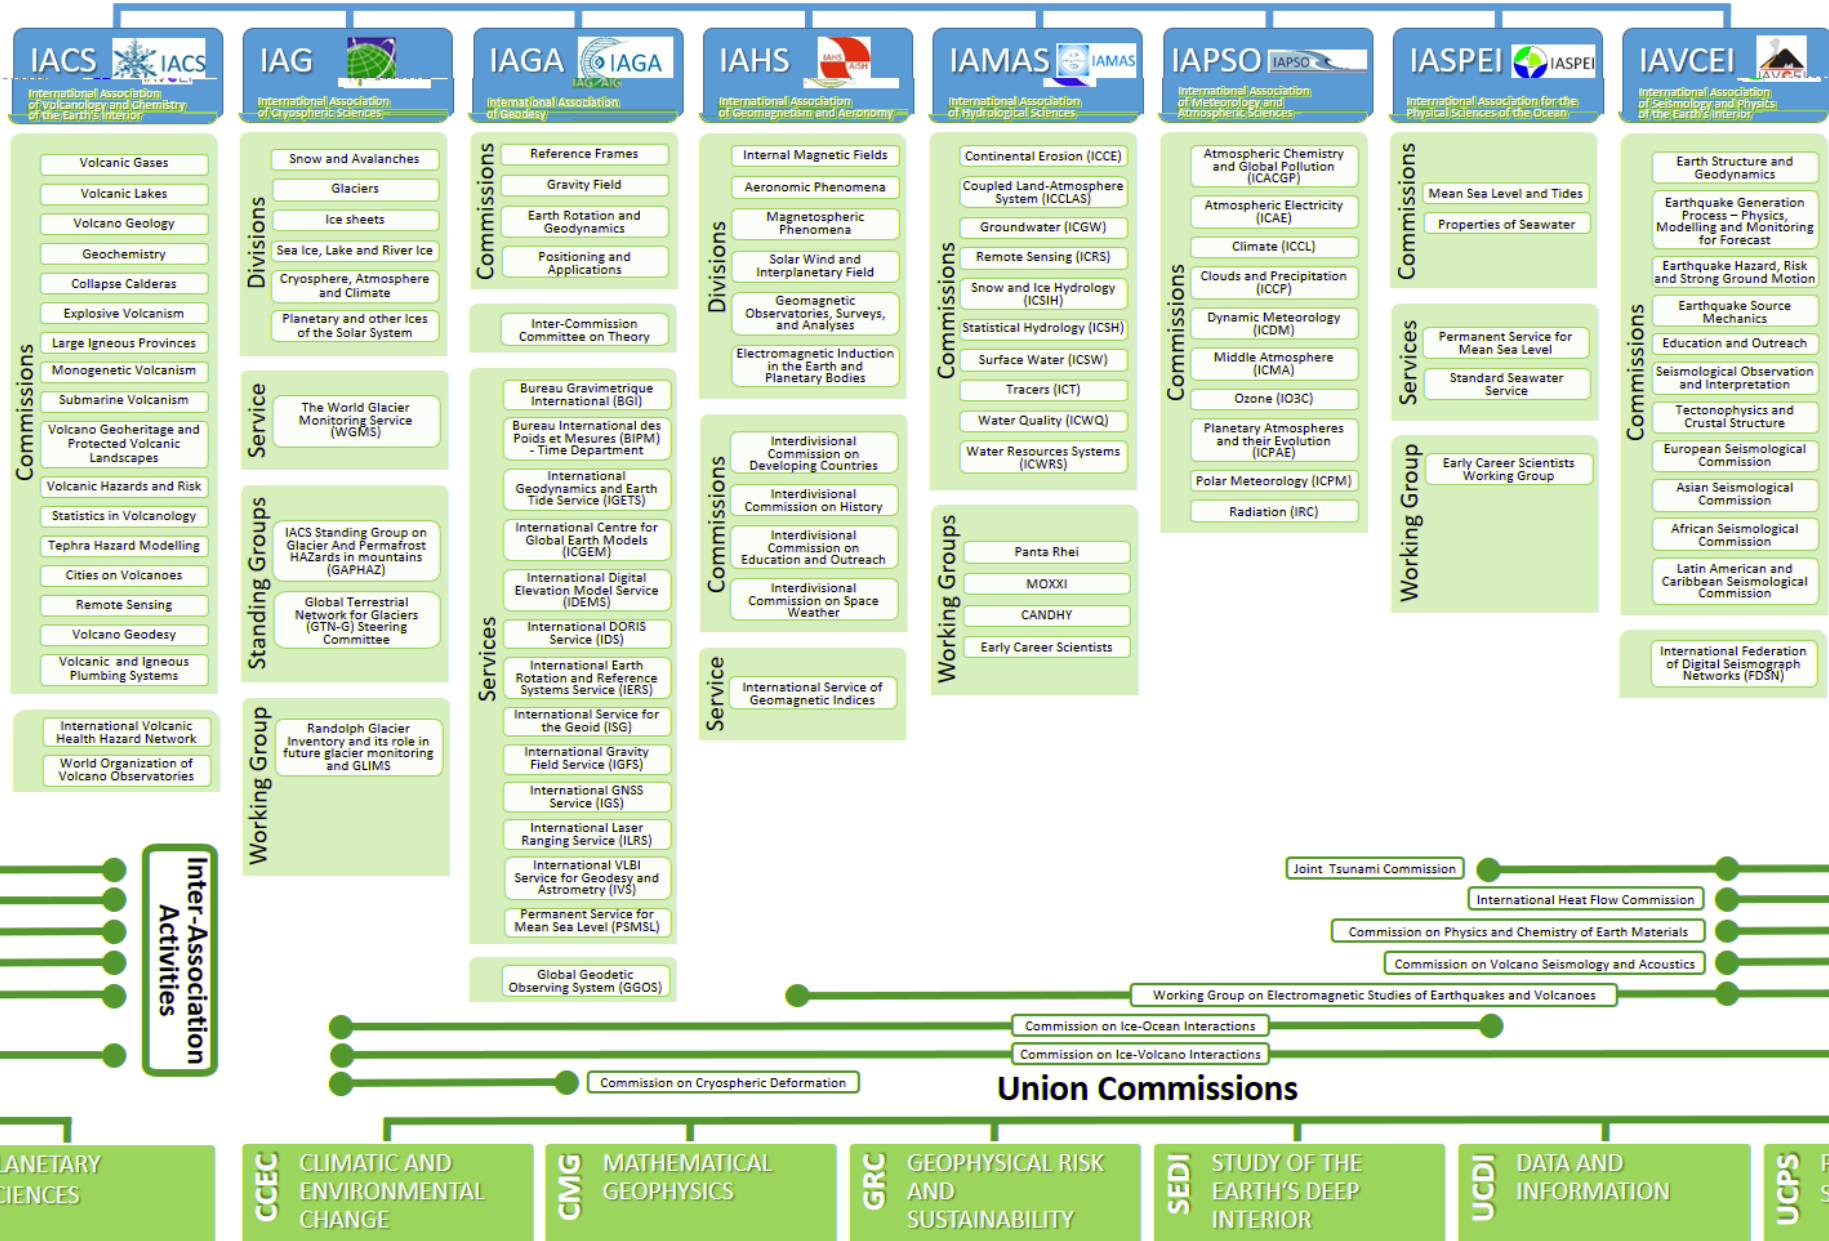 IACS
IACS
International Association
of Volcanology and Chemistry
of the Earth's Interior
Commissions
Volcanic Gases
Volcanic Lakes
Volcano Geology
Geochemistry
Collapse Calderas
Explosive Volcanism
Large Igneous Provinces
Monogenetic Volcanism
Submarine Volcanism
Volcano Geoheritage and
Protected Volcanic
Landscapes
Volcanic Hazards and Risk
Statistics in Volcanology
Tephra Hazard Modelling
Cities on Volcanoes
Remote Sensing
Volcano Geodesy
Volcanic and Igneous
Plumbing Systems
International Volcanic
Health Hazard Network
World Organization of
Volcano Observatories
IAG
International Association
of Cryospheric Sciences
Divisions
Snow and Avalanches
Glaciers
Ice sheets
Sea Ice, Lake and River Ice
Cryosphere, Atmosphere
and Climate
Planetary and other Ices
of the Solar System
Service
The World Glacier
Monitoring Service
(WGMS)
Standing Groups
IACS Standing Group on
Glacier And Permafrost
HAZards in mountains
(GAPHAZ)
Global Terrestrial
Network for Glaciers
(GTN-G) Steering
Committee
Working Group
Randolph Glacier
Inventory and its role in
future glacier monitoring
and GLIMS
IAGA
IAGA
International Association
of Geodesy
Commissions
Reference Frames
Gravity Field
Earth Rotation and
Geodynamics
Positioning and
Applications
Inter-Commission
Committee on Theory
Services
Bureau Gravimetrique
International (BGI)
Bureau International des
Poids et Mesures (BIPM)
- Time Department
International
Geodynamics and Earth
Tide Service (IGETS)
International Centre for
Global Earth Models
(ICGEM)
International Digital
Elevation Model Service
(IDEMS)
International DORIS
Service (IDS)
International Earth
Rotation and Reference
Systems Service (IERS)
International Service for
the Geoid (ISG)
International Gravity
Field Service (IGFS)
International GNSS
Service (IGS)
International Laser
Ranging Service (ILRS)
International VLBI
Service for Geodesy and
Astrometry (IVS)
Permanent Service for
Mean Sea Level (PSMSL)
Global Geodetic
Observing System (GGOS)
IAHS
IAHS
AISH
International Association
of Geomagnetism and Aeronomy
Divisions
Internal Magnetic Fields
Aeronomic Phenomena
Magnetospheric
Phenomena
Solar Wind and
Interplanetary Field
Geomagnetic
Observatories, Surveys,
and Analyses
Electromagnetic Induction
in the Earth and
Planetary Bodies
Commissions
Interdivisional
Commission on
Developing Countries
Interdivisional
Commission on History
Interdivisional
Commission on
Education and Outreach
Interdivisional
Commission on Space
Weather
Service
International Service of
Geomagnetic Indices
IAMAS
IAMAS
International Association
of Hydrological Sciences
Commissions
Continental Erosion (ICCE)
Coupled Land-Atmosphere
System (ICCLAS)
Groundwater (ICGW)
Remote Sensing (ICRS)
Snow and Ice Hydrology
(ICSIH)
Statistical Hydrology (ICSH)
Surface Water (ICSW)
Tracers (ICT)
Water Quality (ICWQ)
Water Resources Systems
(ICWRS)
Working Groups
Panta Rhei
MOXXI
CANDHY
Early Career Scientists
IAPSO
IAPSO
International Association
of Meteorology and
Atmospheric Sciences
Commissions
Atmospheric Chemistry
and Global Pollution
(ICACGP)
Atmospheric Electricity
(ICAE)
Climate (ICCL)
Clouds and Precipitation
(ICCP)
Dynamic Meteorology
(ICDM)
Middle Atmosphere
(ICMA)
Ozone (IO3C)
Planetary Atmospheres
and their Evolution
(ICPAE)
Polar Meteorology (ICPM)
Radiation (IRC)
IASPEI
IASPEI
International Association for the
Physical Sciences of the Ocean
Commissions
Mean Sea Level and Tides
Properties of Seawater
Services
Permanent Service for
Mean Sea Level
Standard Seawater
Service
Working Group
Early Career Scientists
Working Group
IAVCEI
International Association
of Seismology and Physics
of the Earth's Interior
Commissions
Earth Structure and
Geodynamics
Earthquake Generation
Process – Physics,
Modelling and Monitoring
for Forecast
Earthquake Hazard, Risk
and Strong Ground Motion
Earthquake Source
Mechanics
Education and Outreach
Seismological Observation
and Interpretation
Tectonophysics and
Crustal Structure
European Seismological
Commission
Asian Seismological
Commission
African Seismological
Commission
Latin American and
Caribbean Seismological
Commission
International Federation
of Digital Seismograph
Networks (FDSN)
Inter-Association
Activities
Joint Tsunami Commission
International Heat Flow Commission
Commission on Physics and Chemistry of Earth Materials
Commission on Volcano Seismology and Acoustics
Working Group on Electromagnetic Studies of Earthquakes and Volcanoes
Commission on Ice-Ocean Interactions
Commission on Ice-Volcano Interactions
Commission on Cryospheric Deformation
Union Commissions
LANETARY
CIENCES
CCEC
CLIMATIC AND
ENVIRONMENTAL
CHANGE
CMG
MATHEMATICAL
GEOPHYSICS
GRC
GEOPHYSICAL RISK
AND
SUSTAINABILITY
SEDI
STUDY OF THE
EARTH'S DEEP
INTERIOR
UCDI
DATA AND
INFORMATION
UCPS
P
S